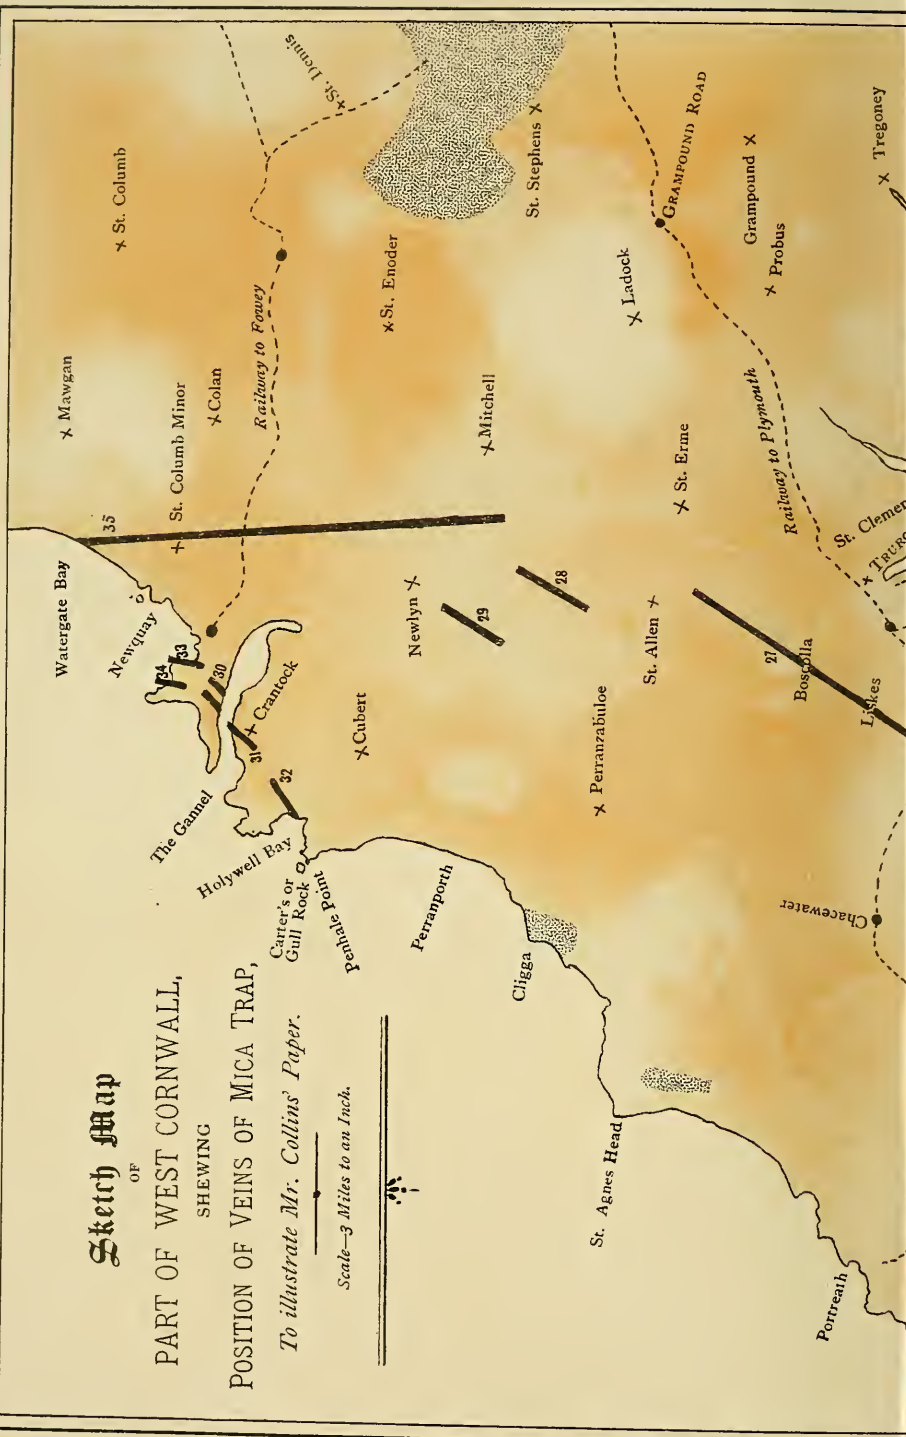 Sketch Map
OF
PART OF WEST CORNWALL,
SHEWING
POSITION OF VEINS OF MICA TRAP,
To illustrate Mr. Collins' Paper.
Scale—3 Miles to an Inch.
Watergate Bay
35
Mawgan
St. Columb
Newquay
St. Columb Minor
Colan
34
33
30
Railway to Fowey
St. Dennis
The Gannel
31
Crantock
32
Holywell Bay
Carter's or
Gull Rock
Penhale Point
Cubert
Newlyn
St. Enoder
Perranporth
29
Mitchell
28
St. Stephens
Cligga
Perranzabuloe
St. Allen
St. Erme
Ladock
GRAMPOUND ROAD
St. Agnes Head
27
Boscolla
Railway to Plymouth
Grampound
Probus
Portreath
Chacewater
Liskes
Tregoney